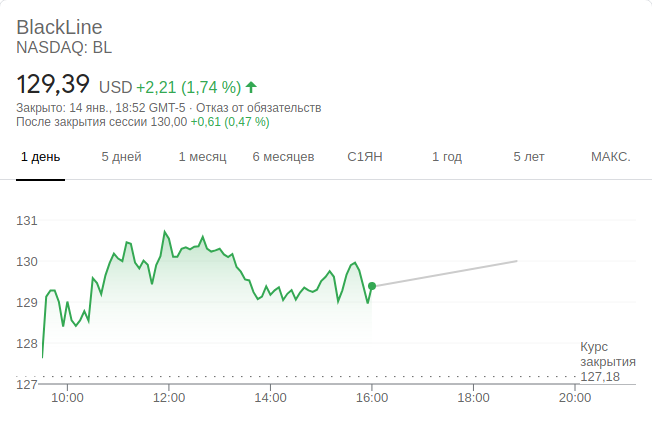 BlackLine
NASDAQ: BL
129,39 USD +2,21 (1,74 %)
Закрыто: 14 янв., 18:52 GMT-5 · Отказ от обязательств
После закрытия сессии 130,00 +0,61 (0,47 %)
1 день 5 дней 1 месяц 6 месяцев С1ЯН 1 год 5 лет МАКС.
131
130
129
128
127
Курс
закрытия
127,18
10:00 12:00 14:00 16:00 18:00 20:00